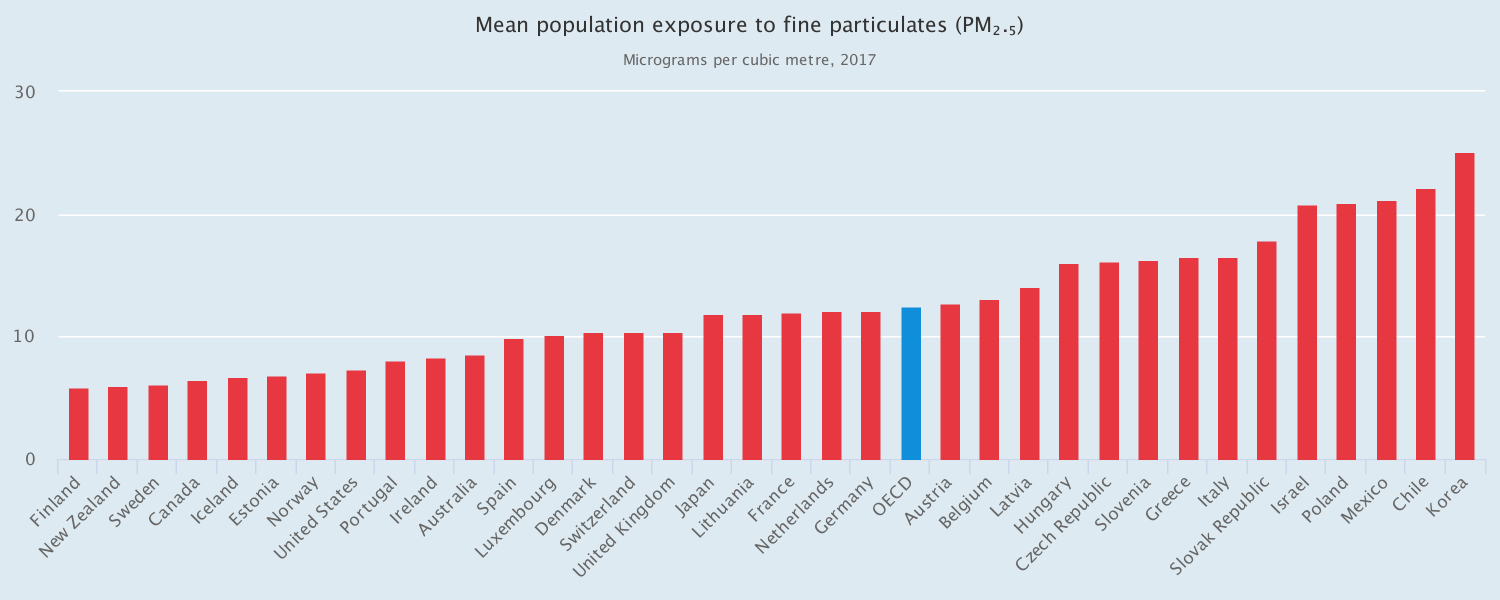 Mean population exposure to fine particulates (PM₂.₅)
Micrograms per cubic metre, 2017
30
20
10
0
Finland
New Zealand
Sweden
Canada
Iceland
Estonia
Norway
United States
Portugal
Ireland
Australia
Spain
Luxembourg
Denmark
Switzerland
United Kingdom
Japan
Lithuania
France
Netherlands
Germany
OECD
Austria
Belgium
Latvia
Hungary
Czech Republic
Slovenia
Greece
Italy
Slovak Republic
Israel
Poland
Mexico
Chile
Korea